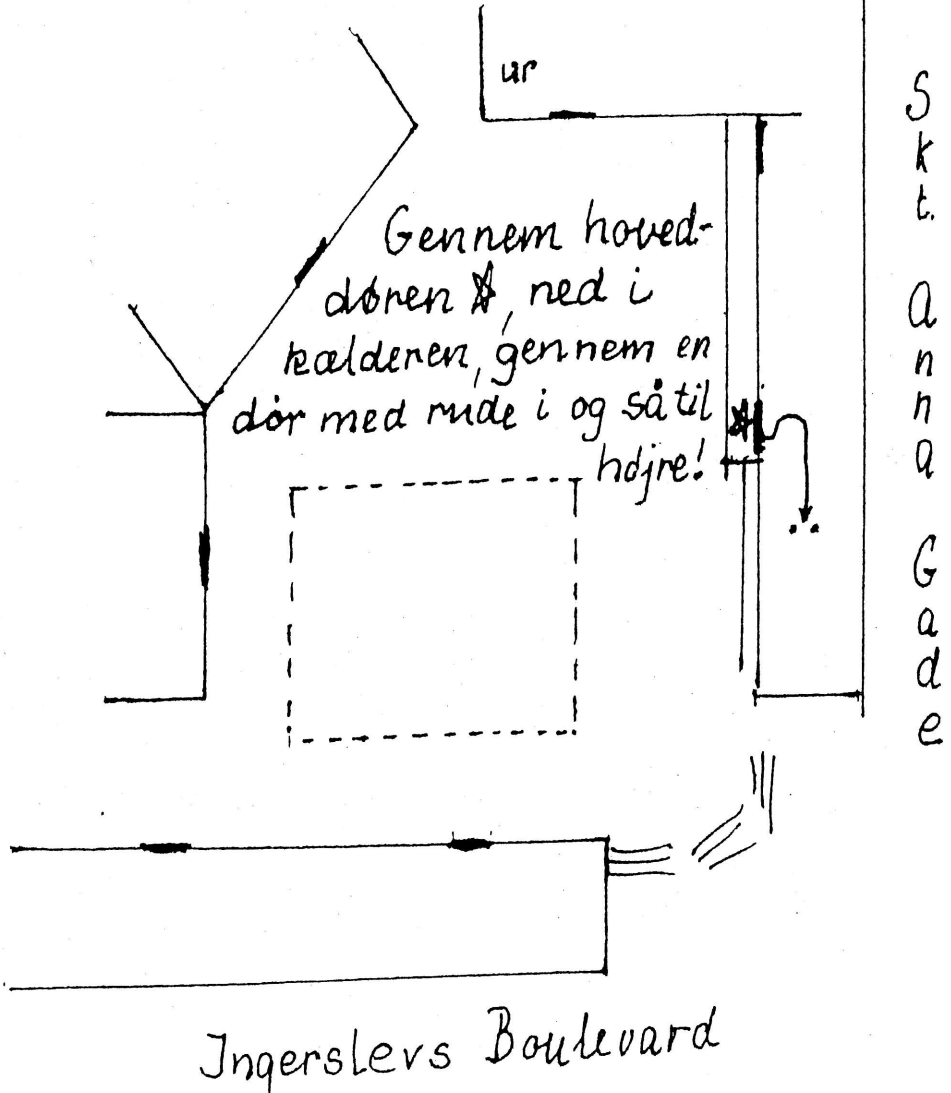 ur
Skt. Anna Gade
Gennem hoved-
døren ☆, ned i
kælderen, gennem en
dør med rude i og så til
højre!
Ingerslevs Boulevard